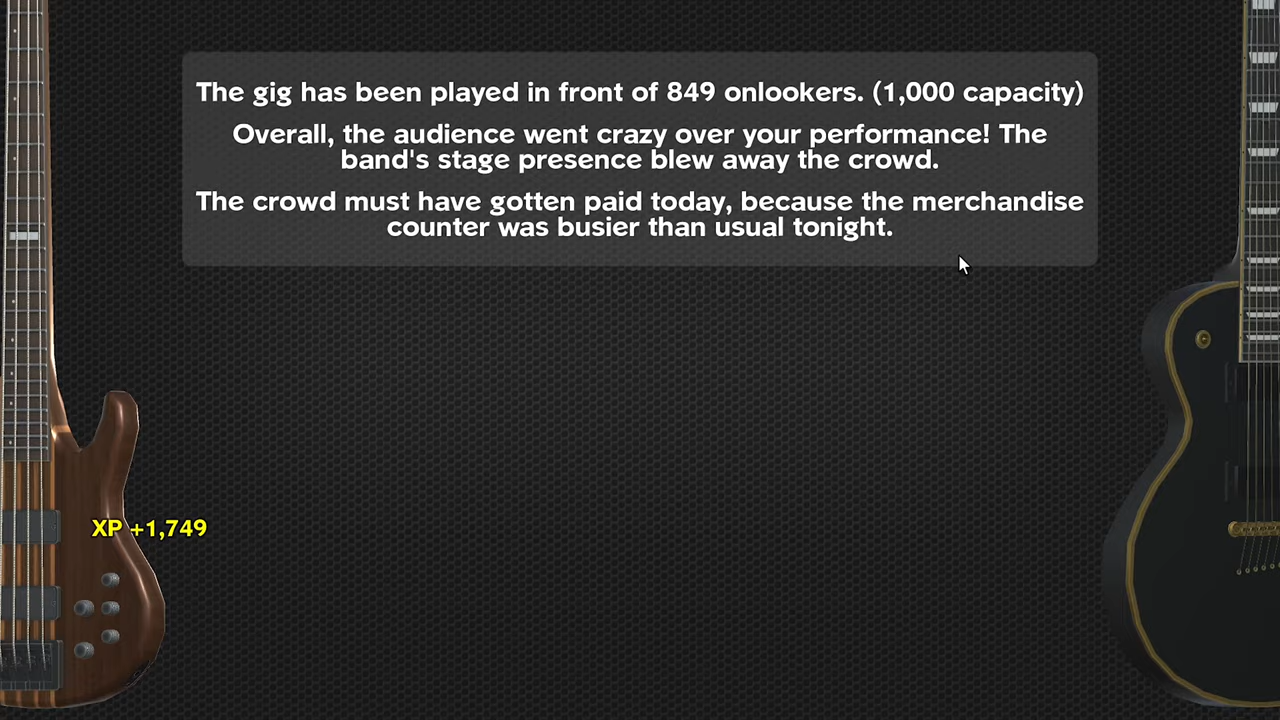 The gig has been played in front of 849 onlookers. (1,000 capacity)
Overall, the audience went crazy over your performance! The
band's stage presence blew away the crowd.
The crowd must have gotten paid today, because the merchandise
counter was busier than usual tonight.
XP +1,749